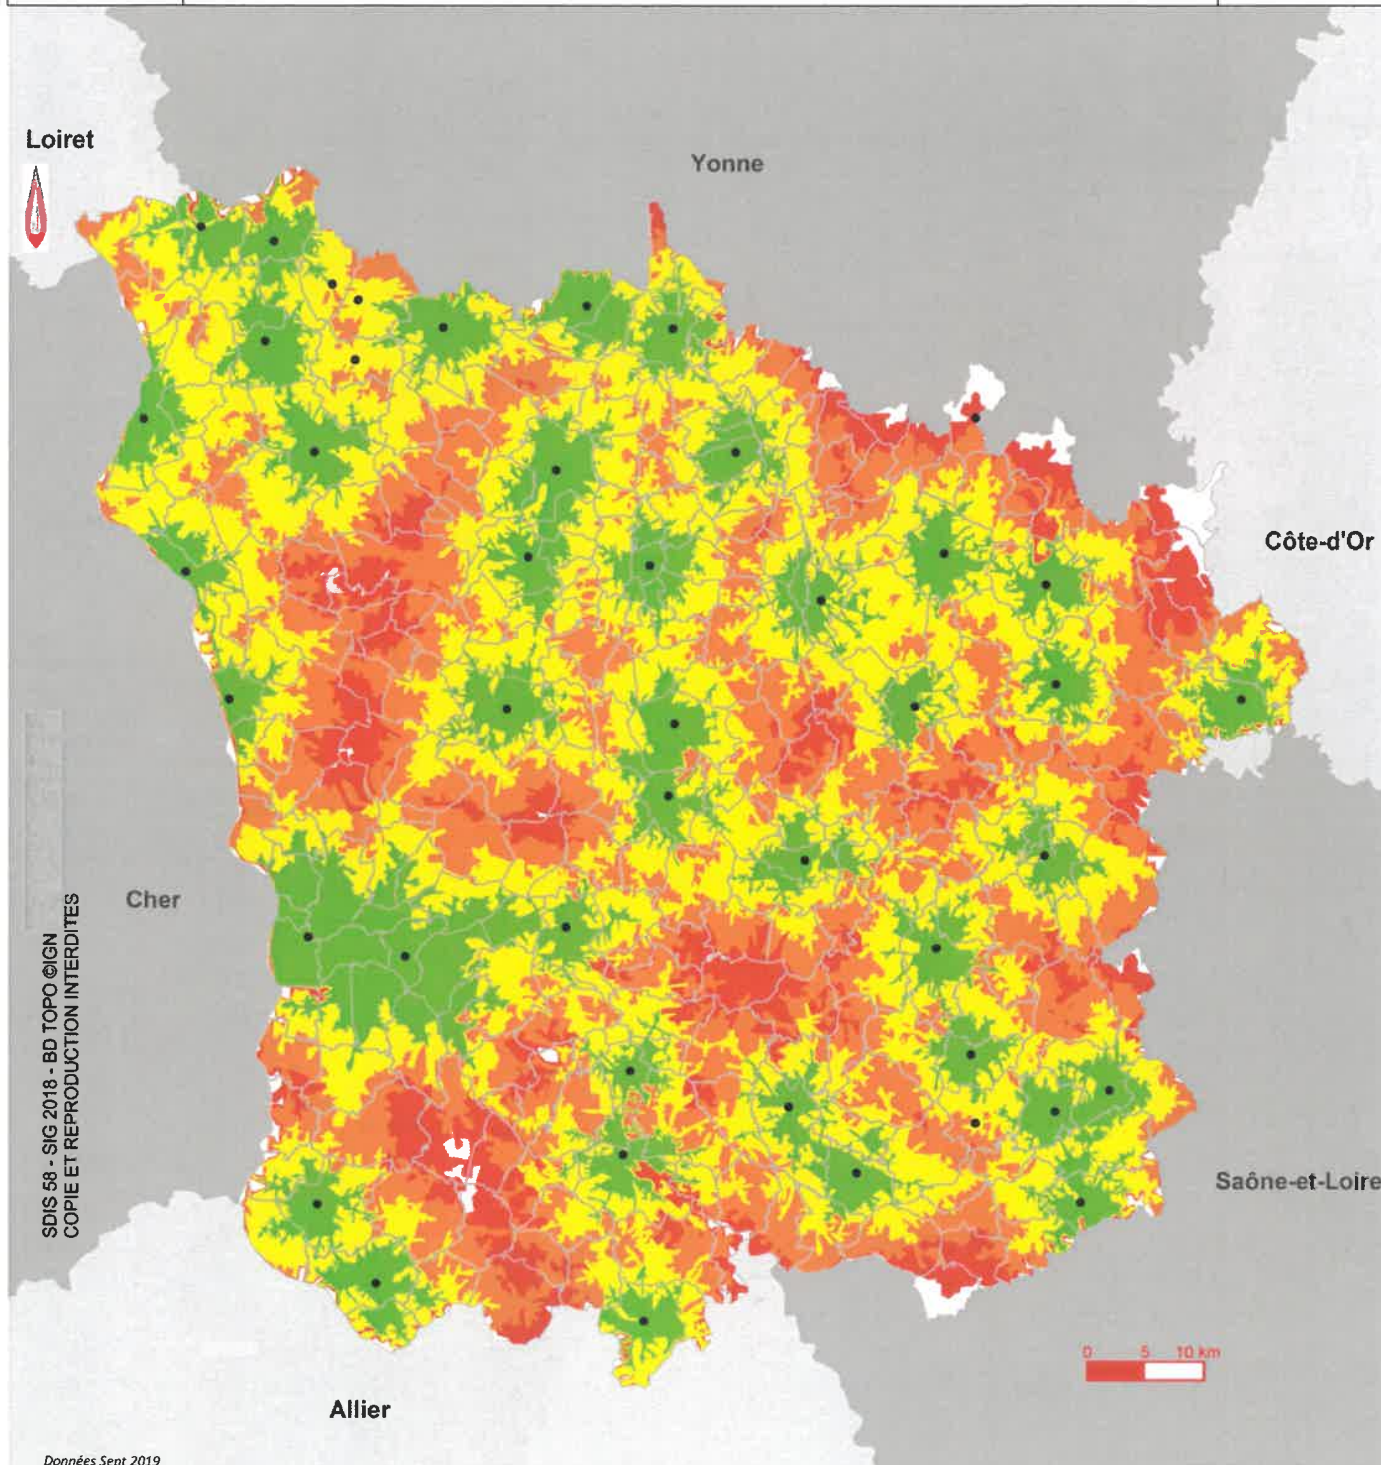 Loiret
Yonne
Côte-d'Or
Cher
SDIS 58 - SIG 2018 - BD TOPO ©IGN
COPIE ET REPRODUCTION INTERDITES
Saône-et-Loire
0 5 10 km
Allier
Données Sept 2019